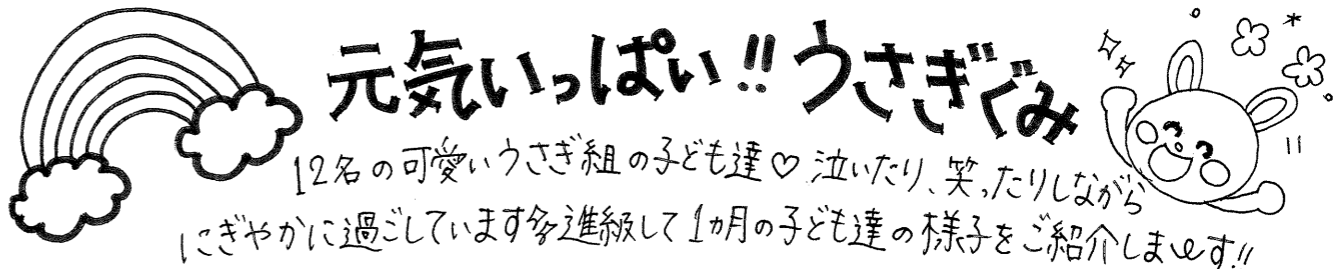 元気いっぱい!! うさぎぐみ
12名の可愛いうさぎ組の子ども達♡泣いたり、笑ったりしながら
にぎやかに過ごしています 進級して1ヵ月の子ども達の様子をご紹介しま〜す!!